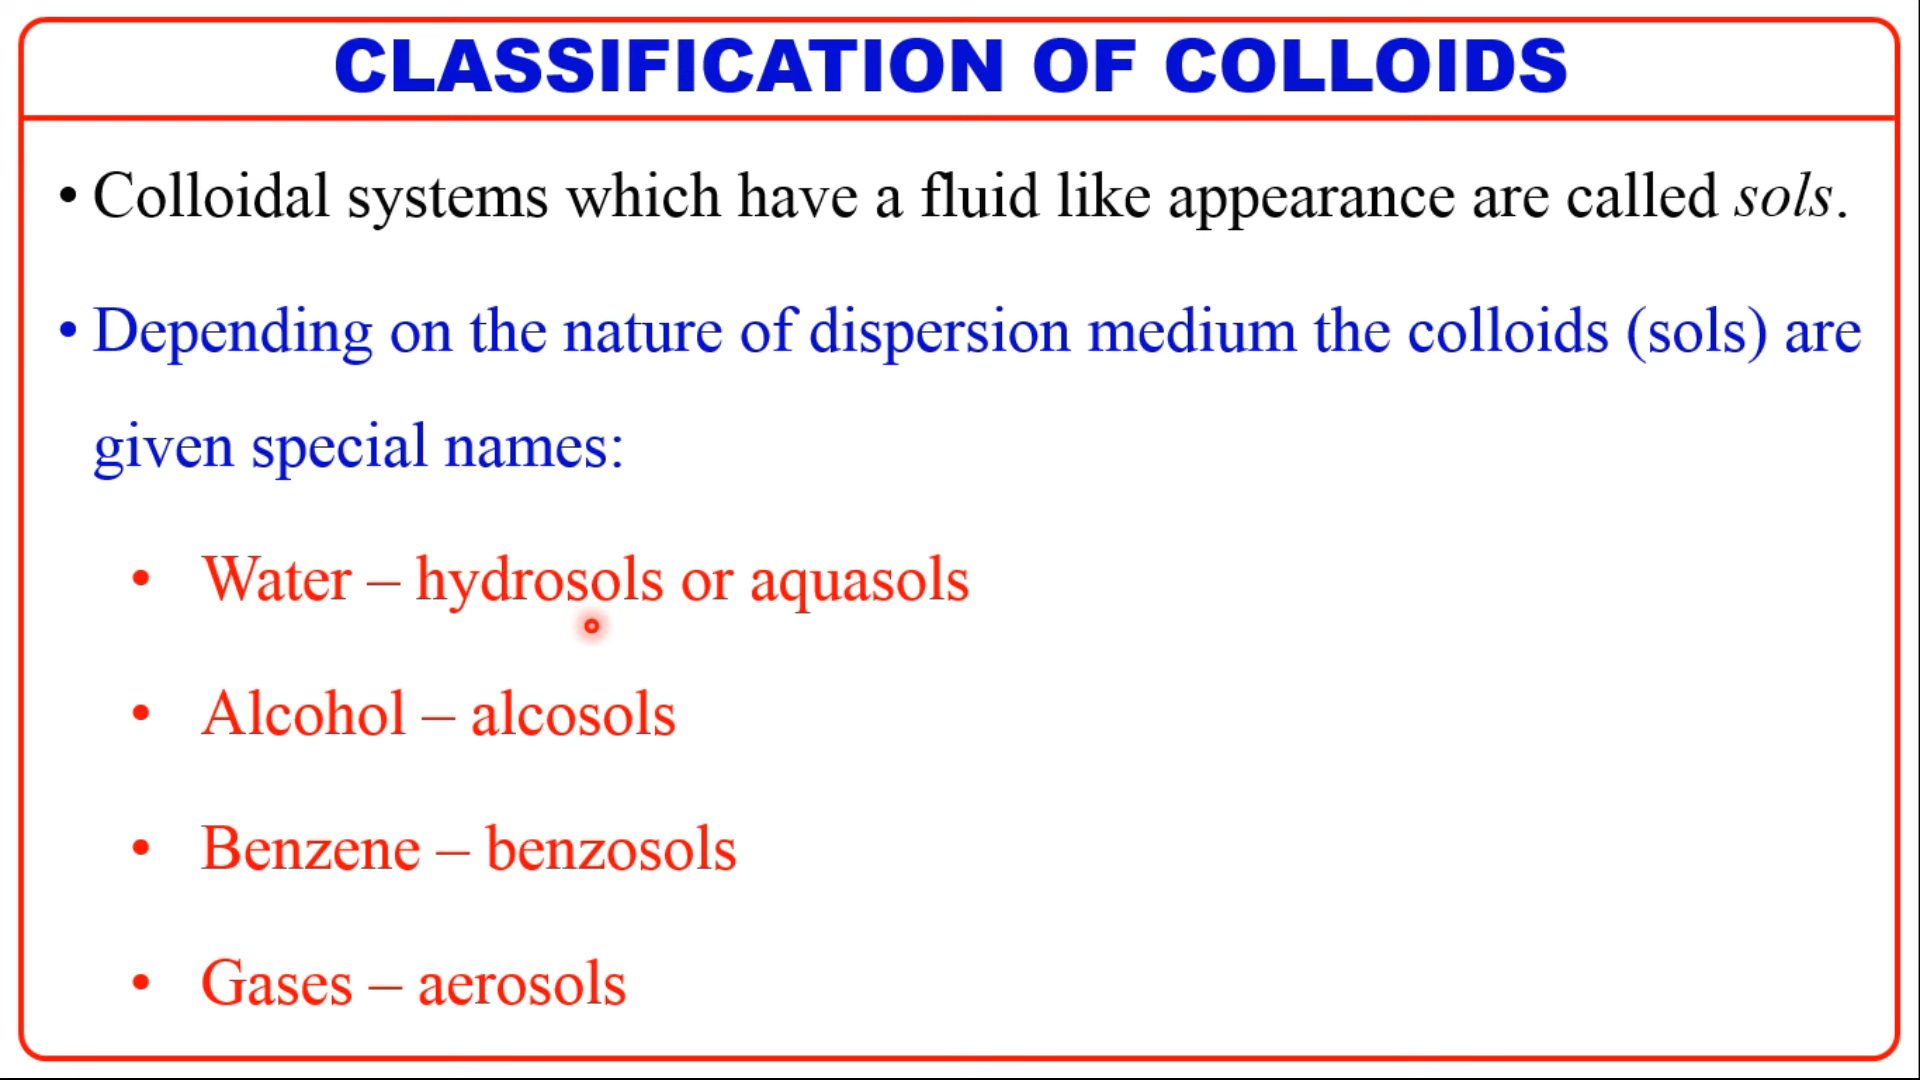 CLASSIFICATION OF COLLOIDS
• Colloidal systems which have a fluid like appearance are called sols.
• Depending on the nature of dispersion medium the colloids (sols) are
given special names:
• Water – hydrosols or aquasols
• Alcohol – alcosols
• Benzene – benzosols
• Gases – aerosols